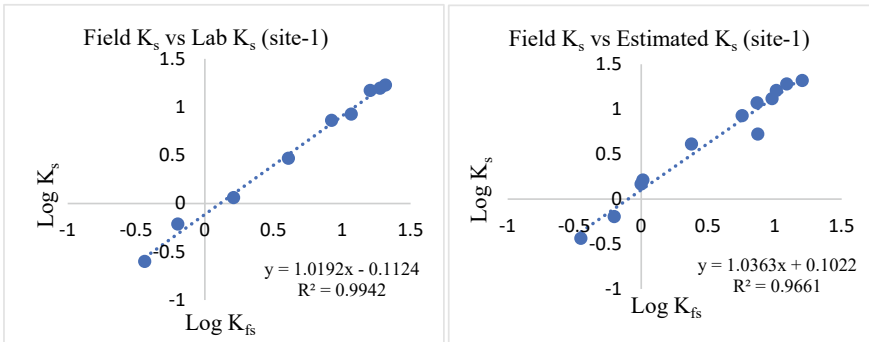 Field Ks vs Lab Ks (site-1)
1.5
1
0.5
0
-0.5
-1
-1
-0.5
0
0.5
1
1.5
Log Ks
Log Kfs
y = 1.0192x - 0.1124
R² = 0.9942
Field Ks vs Estimated Ks (site-1)
1.5
1
0.5
0
-0.5
-1
-1
-0.5
0
0.5
1
1.5
Log Ks
Log Kfs
y = 1.0363x + 0.1022
R² = 0.9661